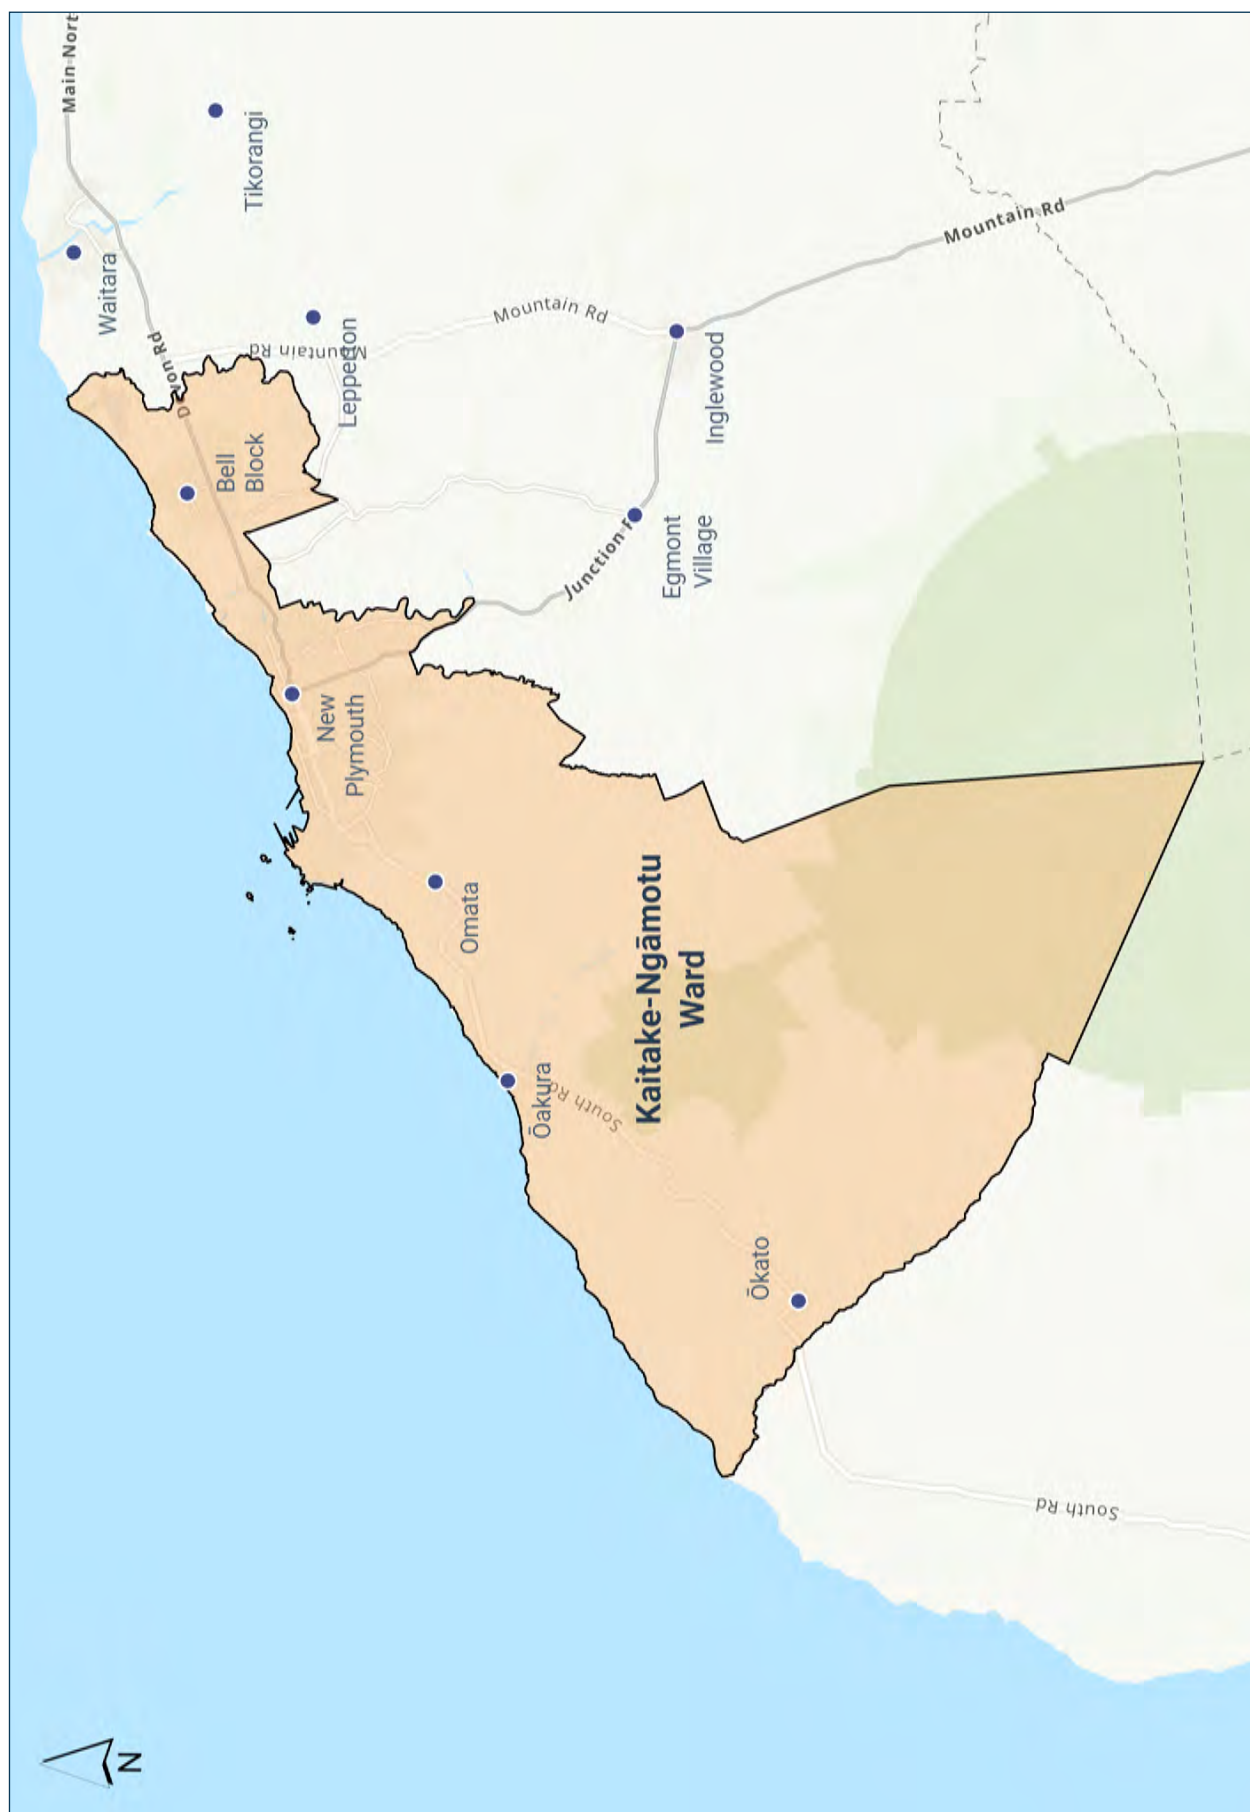 Main North
Waitara
Tikorangi
Devon Rd
Mountain Rd
Lepperton
Bell
Block
Mountain Rd
Mountain Rd
Inglewood
Egmont
Village
Junction R
New
Plymouth
Omata
Kaitake-Ngāmotu
Ward
Ōakura
South Rd
Ōkato
South Rd
N